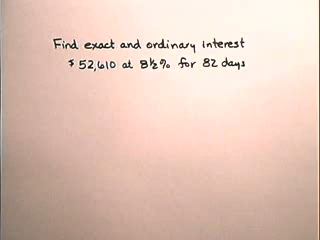 Find exact and ordinary interest
$52,610 at 8½% for 82 days